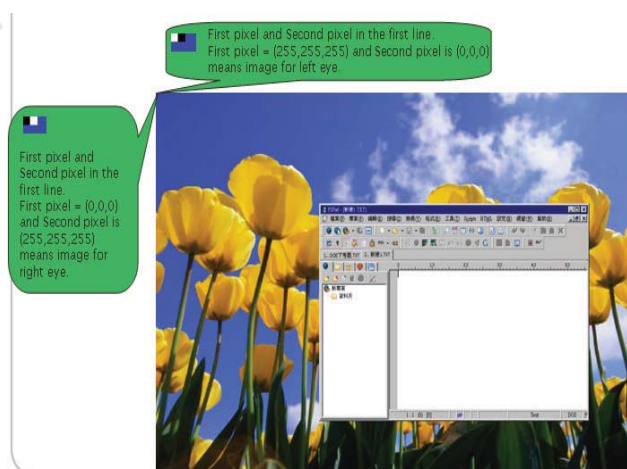 First pixel and Second pixel in the first line.
First pixel = (255,255,255) and Second pixel is (0,0,0)
means image for left eye.
First pixel and
Second pixel in the
first line.
First pixel = (0,0,0)
and Second pixel is
(255,255,255)
means image for
right eye.
Text
DOS